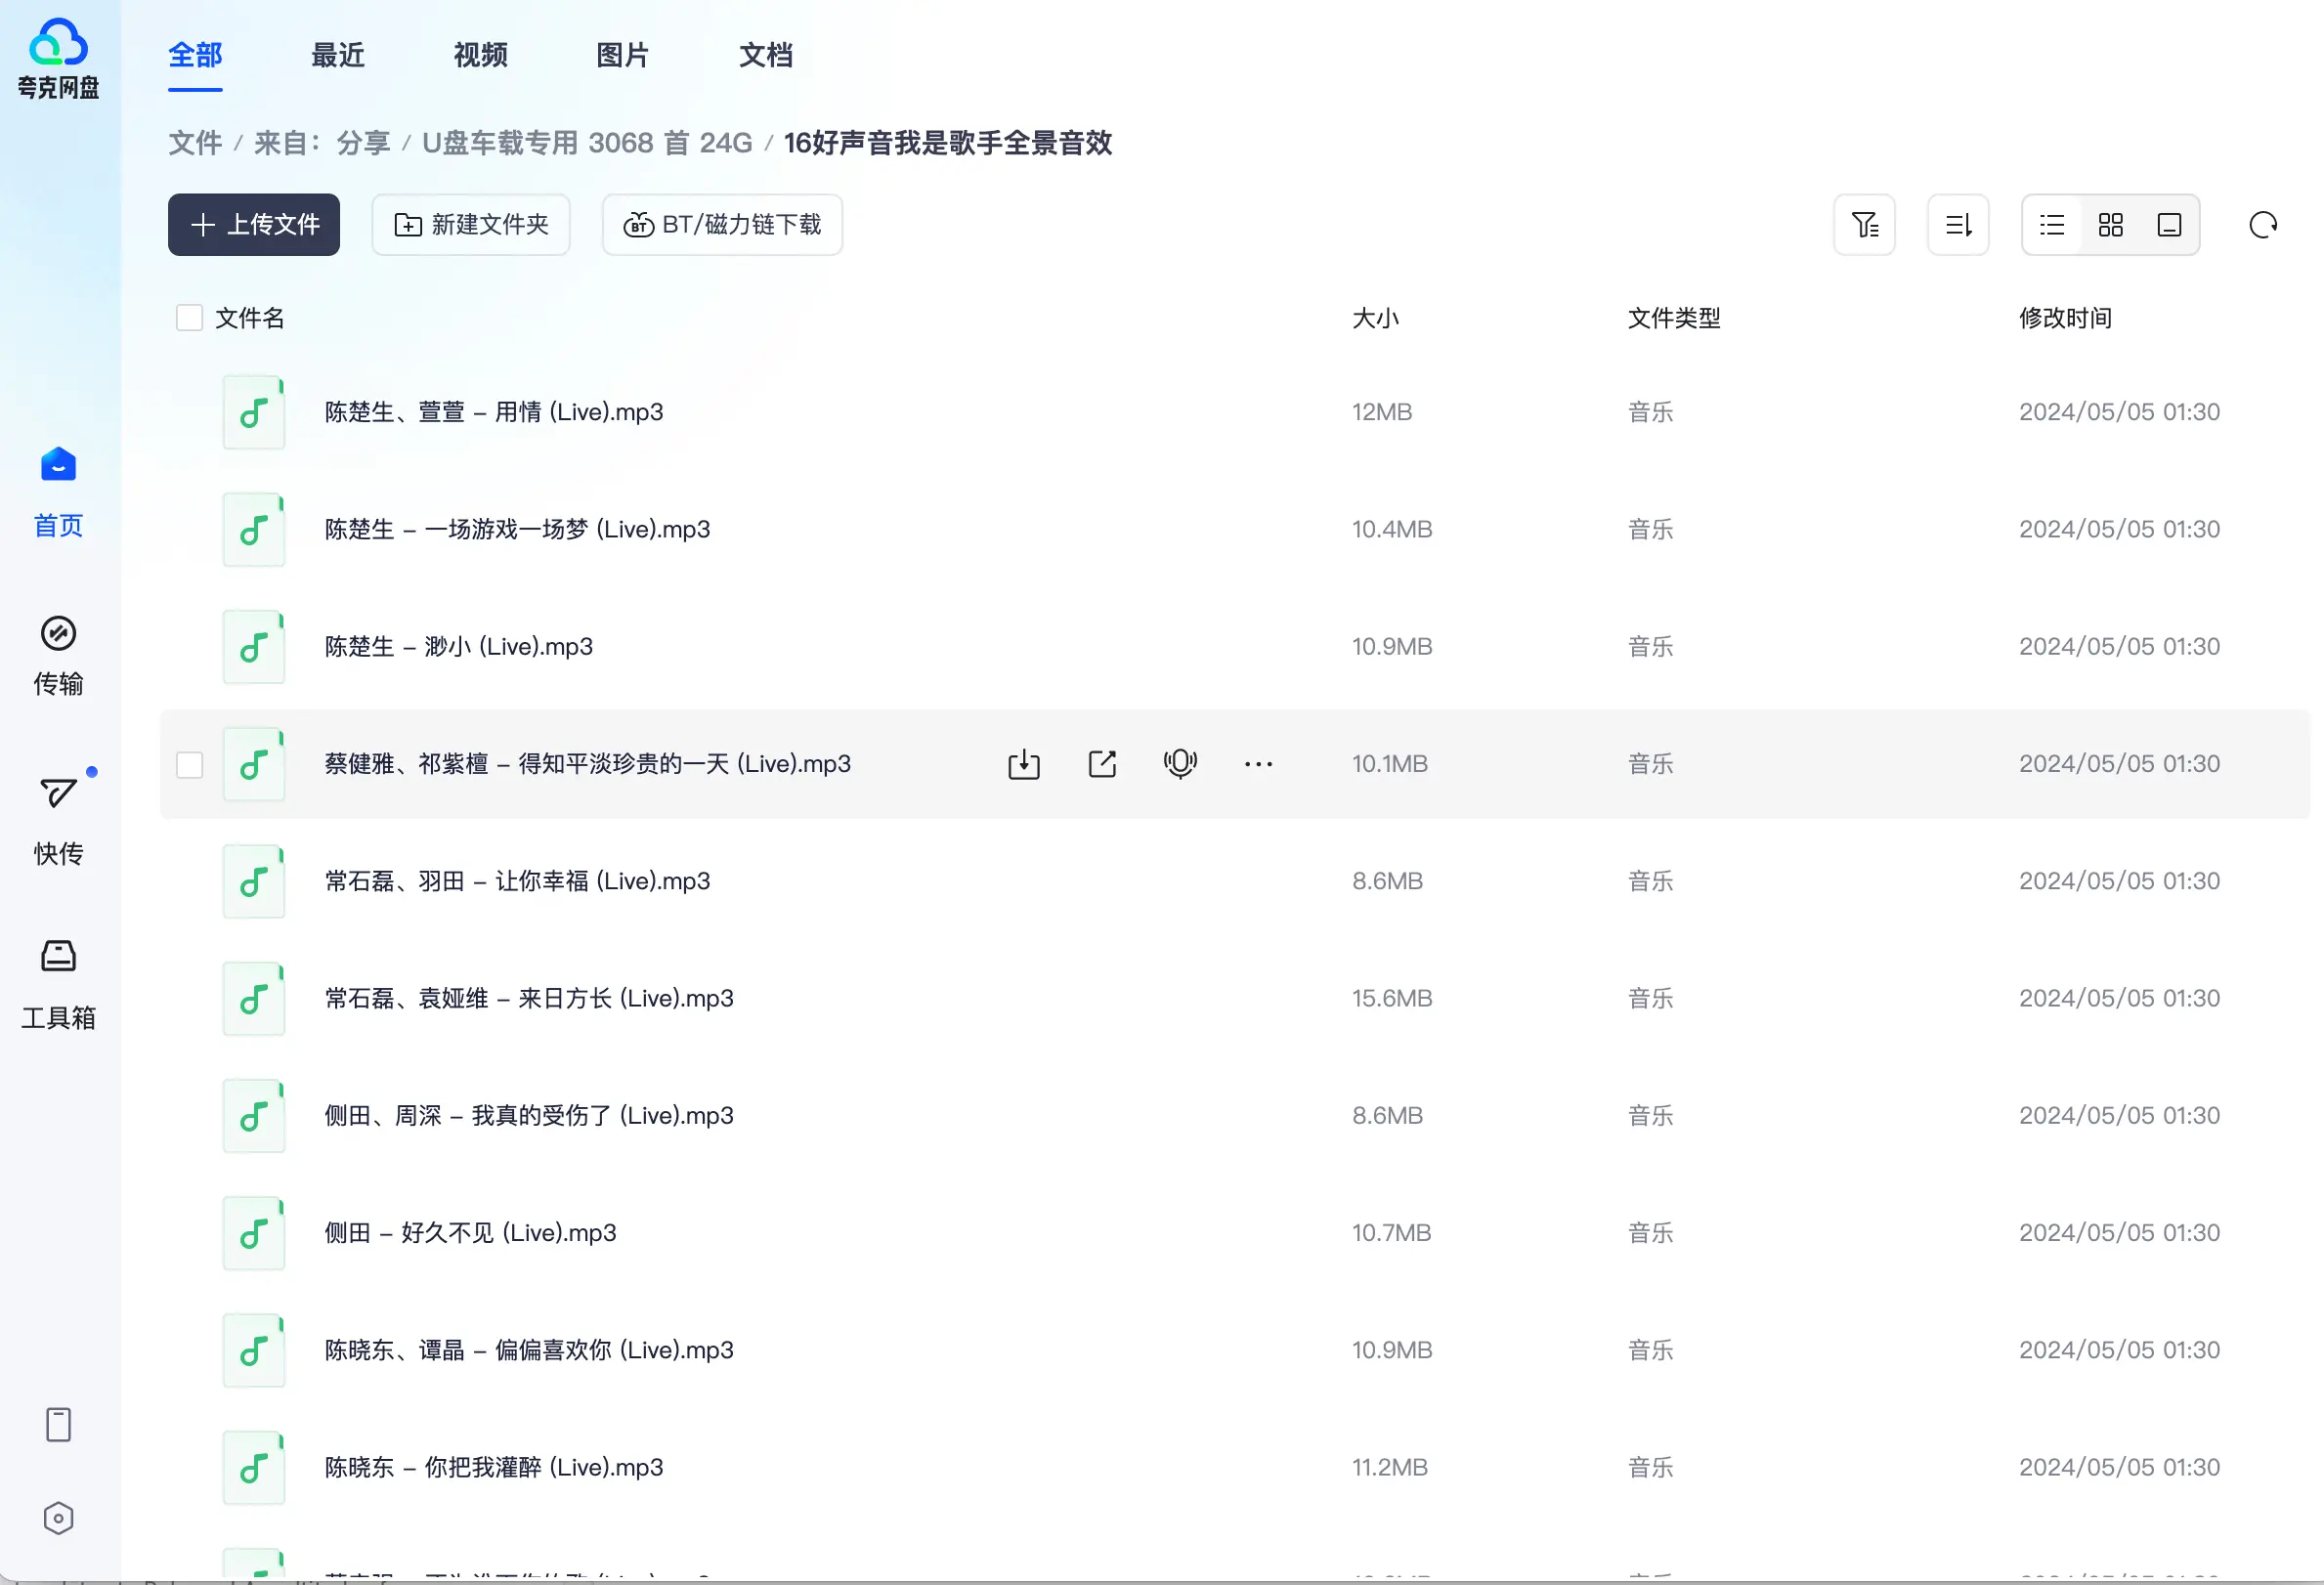 夸克网盘
全部 最近 视频 图片 文档
文件 / 来自：分享 / U盘车载专用 3068 首 24G / 16好声音我是歌手全景音效
上传文件 新建文件夹 BT/磁力链下载
文件名 大小 文件类型 修改时间
陈楚生、萱萱 – 用情 (Live).mp3 12MB 音乐 2024/05/05 01:30
首页
陈楚生 – 一场游戏一场梦 (Live).mp3 10.4MB 音乐 2024/05/05 01:30
陈楚生 – 渺小 (Live).mp3 10.9MB 音乐 2024/05/05 01:30
传输
蔡健雅、祁紫檀 – 得知平淡珍贵的一天 (Live).mp3 10.1MB 音乐 2024/05/05 01:30
快传
常石磊、羽田 – 让你幸福 (Live).mp3 8.6MB 音乐 2024/05/05 01:30
常石磊、袁娅维 – 来日方长 (Live).mp3 15.6MB 音乐 2024/05/05 01:30
工具箱
侧田、周深 – 我真的受伤了 (Live).mp3 8.6MB 音乐 2024/05/05 01:30
侧田 – 好久不见 (Live).mp3 10.7MB 音乐 2024/05/05 01:30
陈晓东、谭晶 – 偏偏喜欢你 (Live).mp3 10.9MB 音乐 2024/05/05 01:30
陈晓东 – 你把我灌醉 (Live).mp3 11.2MB 音乐 2024/05/05 01:30